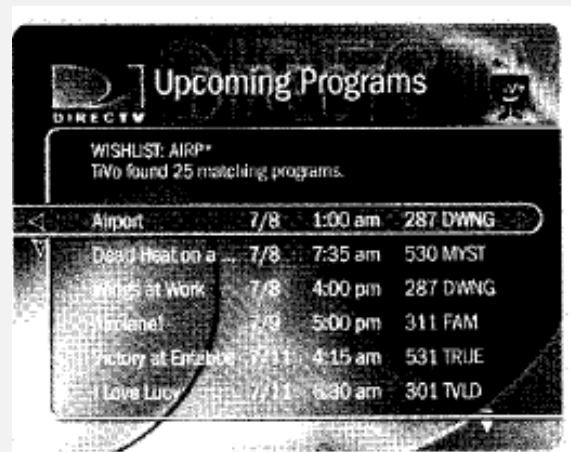 Upcoming Programs
DIRECTV
WISHLIST: AIRP*
TiVo found 25 matching programs.
Airport 7/8 1:00 am 287 DWNG
Dead Heat on a ... 7/8 7:35 am 530 MYST
Wings at Work 7/8 4:00 pm 287 DWNG
Airplane! 7/9 5:00 pm 311 FAM
Victory at Entebbe 7/11 4:15 am 531 TRUE
I Love Lucy 7/11 6:30 am 301 TVLD